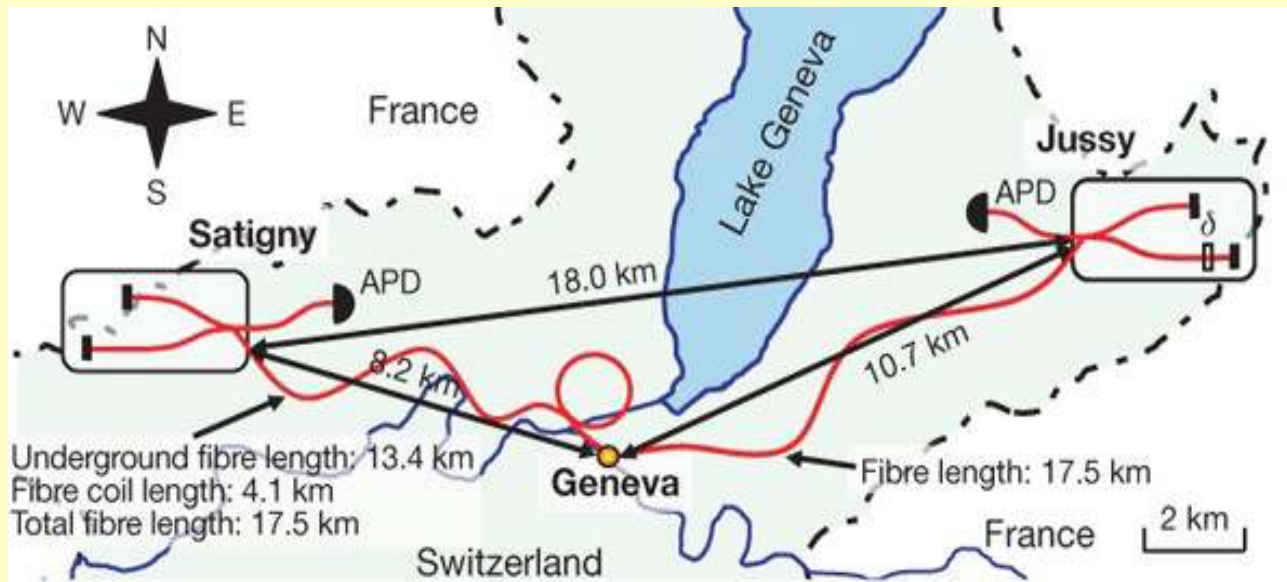 N
W
E
S
France
Lake Geneva
Jussy
APD
δ
Satigny
APD
18.0 km
8.2 km
10.7 km
Underground fibre length: 13.4 km
Fibre coil length: 4.1 km
Total fibre length: 17.5 km
Geneva
Fibre length: 17.5 km
France
2 km
Switzerland